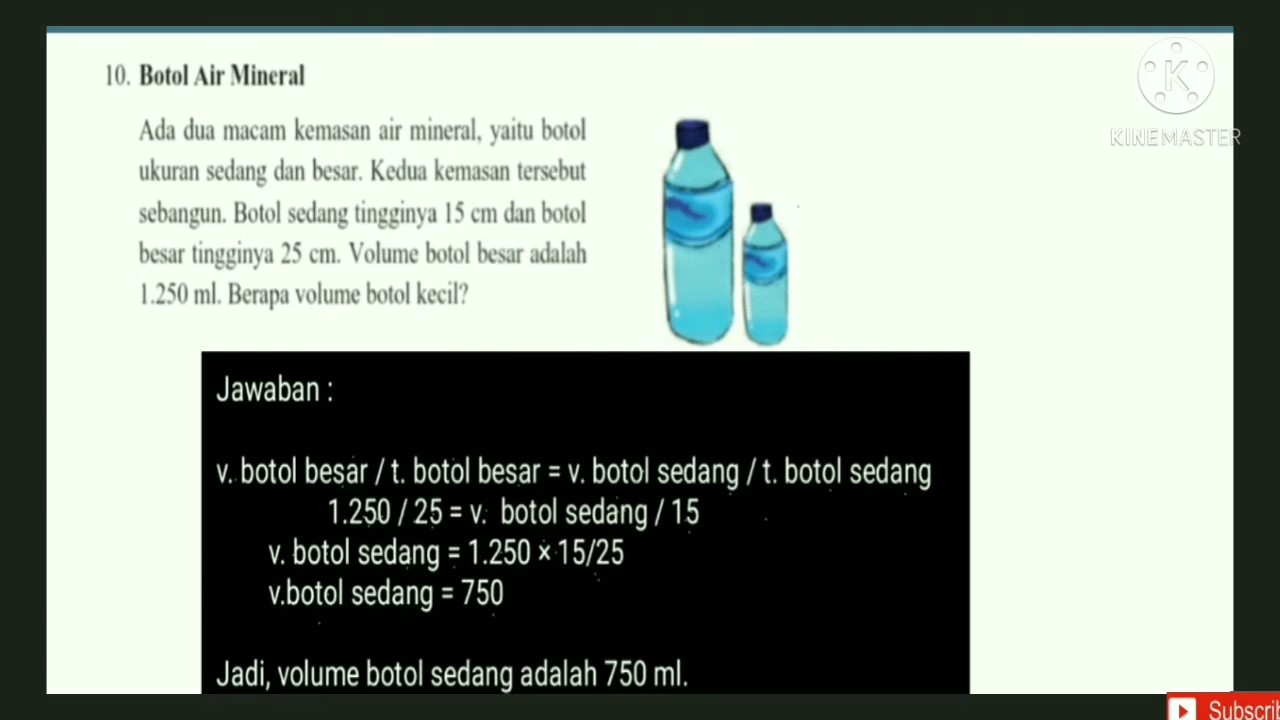 10. Botol Air Mineral
Ada dua macam kemasan air mineral, yaitu botol
ukuran sedang dan besar. Kedua kemasan tersebut
sebangun. Botol sedang tingginya 15 cm dan botol
besar tingginya 25 cm. Volume botol besar adalah
1.250 ml. Berapa volume botol kecil?
K
KINEMASTER
Jawaban :
v. botol besar / t. botol besar = v. botol sedang / t. botol sedang
1.250 / 25 = v. botol sedang / 15
v. botol sedang = 1.250 × 15/25
v.botol sedang = 750
Jadi, volume botol sedang adalah 750 ml.
Subscrib